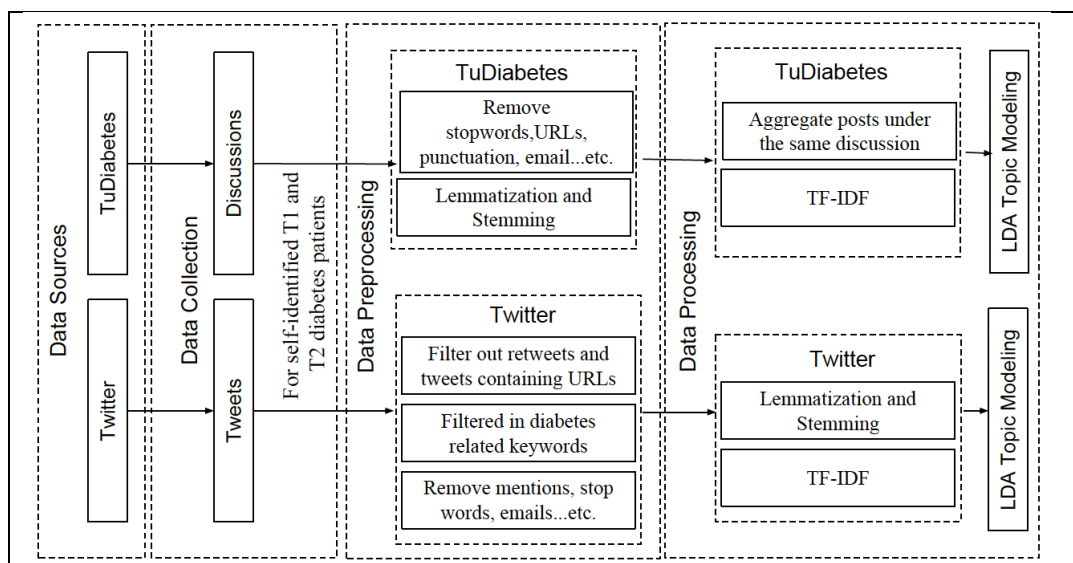 Data Sources
TuDiabetes
Twitter
Data Collection
Discussions
Tweets
For self-identified T1 and
T2 diabetes patients
Data Preprocessing
TuDiabetes
Remove
stopwords,URLs,
punctuation, email...etc.
Lemmatization and
Stemming
Twitter
Filter out retweets and
tweets containing URLs
Filtered in diabetes
related keywords
Remove mentions, stop
words, emails...etc.
Data Processing
TuDiabetes
Aggregate posts under
the same discussion
TF-IDF
Twitter
Lemmatization and
Stemming
TF-IDF
LDA Topic Modeling
LDA Topic Modeling